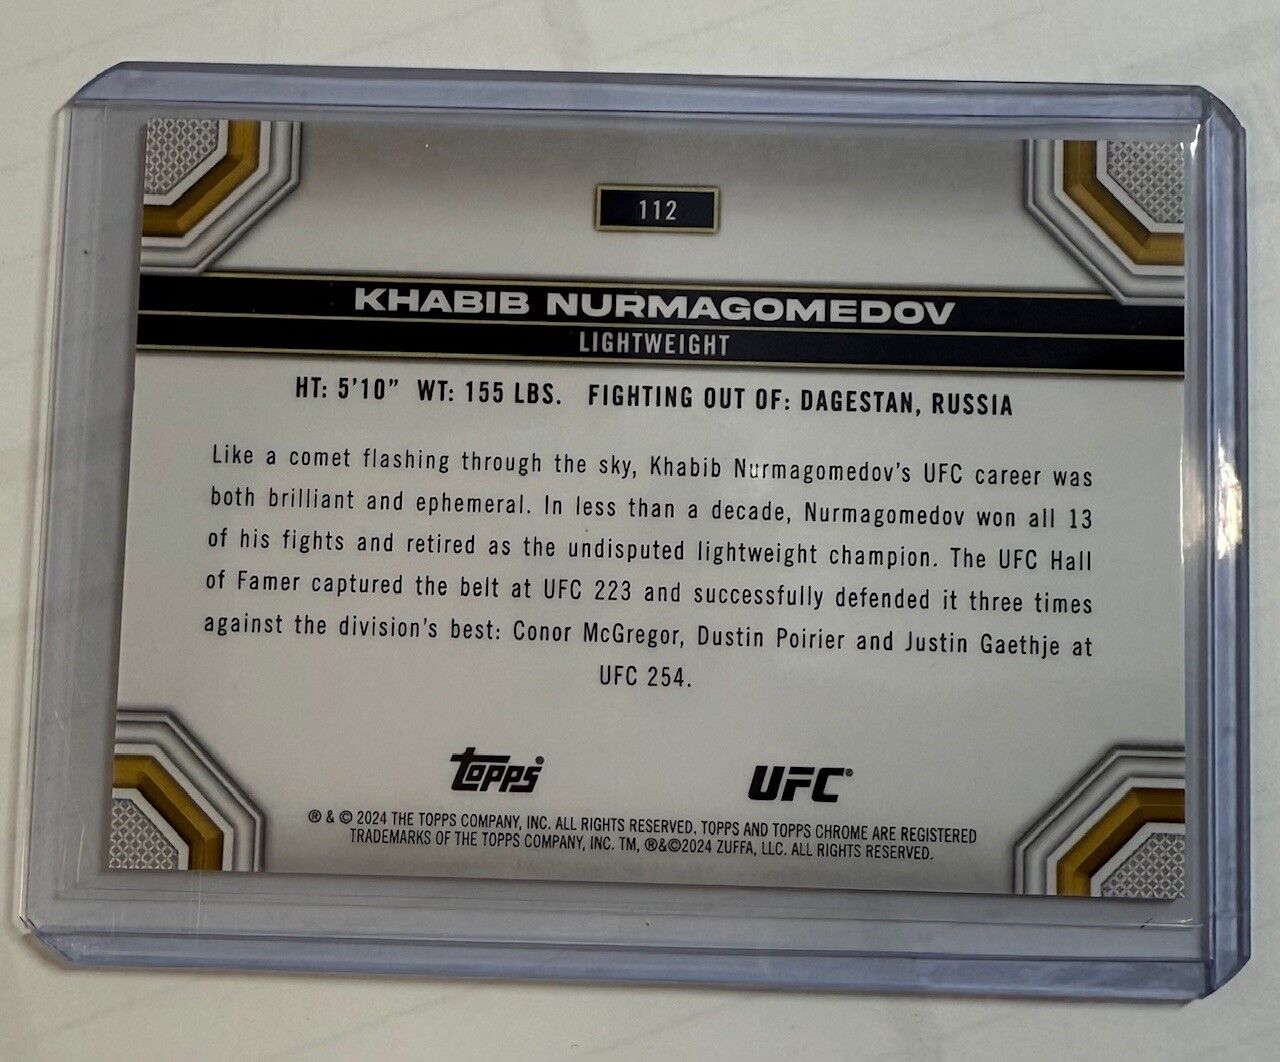 112
KHABIB NURMAGOMEDOV
LIGHTWEIGHT
HT: 5'10" WT: 155 LBS. FIGHTING OUT OF: DAGESTAN, RUSSIA
Like a comet flashing through the sky, Khabib Nurmagomedov's UFC career was
both brilliant and ephemeral. In less than a decade, Nurmagomedov won all 13
of his fights and retired as the undisputed lightweight champion. The UFC Hall
of Famer captured the belt at UFC 223 and successfully defended it three times
against the division's best: Conor McGregor, Dustin Poirier and Justin Gaethje at
UFC 254.
Topps® UFC®
® & © 2024 THE TOPPS COMPANY, INC. ALL RIGHTS RESERVED. TOPPS AND TOPPS CHROME ARE REGISTERED
TRADEMARKS OF THE TOPPS COMPANY, INC. TM, ®&©2024 ZUFFA, LLC. ALL RIGHTS RESERVED.